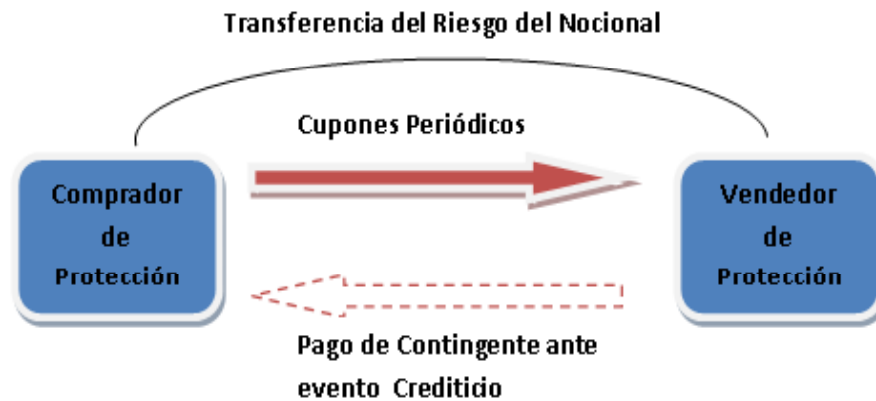 Transferencia del Riesgo del Nocional
Cupones Periódicos
Comprador
de
Protección
Vendedor
de
Protección
Pago de Contingente ante
evento Crediticio